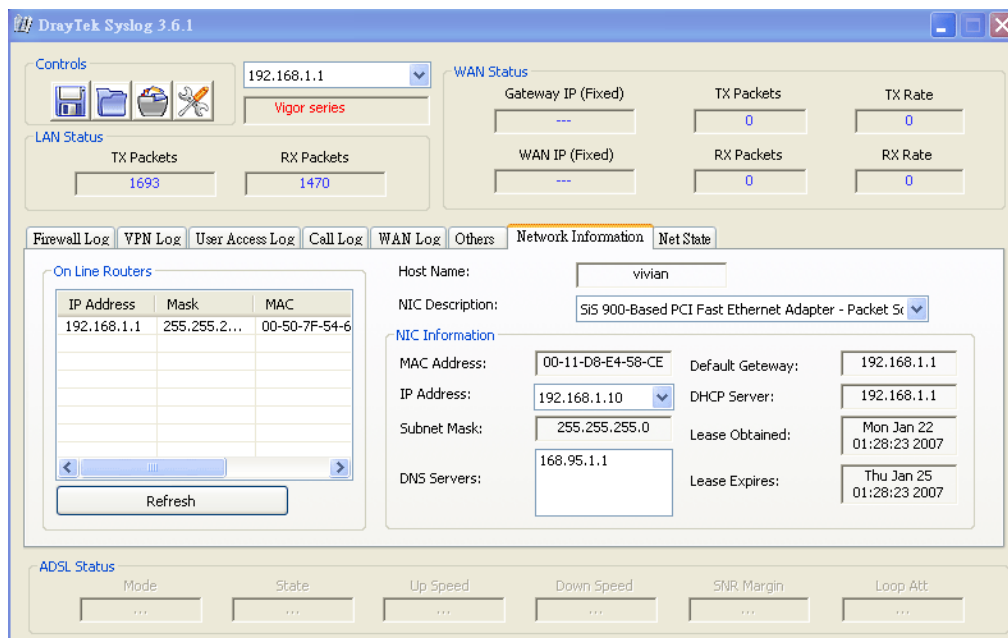 DrayTek Syslog 3.6.1
Controls
192.168.1.1
Vigor series
WAN Status
Gateway IP (Fixed)
TX Packets
TX Rate
---
0
0
WAN IP (Fixed)
RX Packets
RX Rate
---
0
0
LAN Status
TX Packets
RX Packets
1693
1470
Firewall Log
VPN Log
User Access Log
Call Log
WAN Log
Others
Network Information
Net State
On Line Routers
IP Address
Mask
MAC
192.168.1.1
255.255.2...
00-50-7F-54-6
Refresh
Host Name:
vivian
NIC Description:
SiS 900-Based PCI Fast Ethernet Adapter - Packet Sc
NIC Information
MAC Address:
00-11-D8-E4-58-CE
IP Address:
192.168.1.10
Subnet Mask:
255.255.255.0
DNS Servers:
168.95.1.1
Default Geteway:
192.168.1.1
DHCP Server:
192.168.1.1
Lease Obtained:
Mon Jan 22
01:28:23 2007
Lease Expires:
Thu Jan 25
01:28:23 2007
ADSL Status
Mode
State
Up Speed
Down Speed
SNR Margin
Loop Att
...
...
...
...
...
...